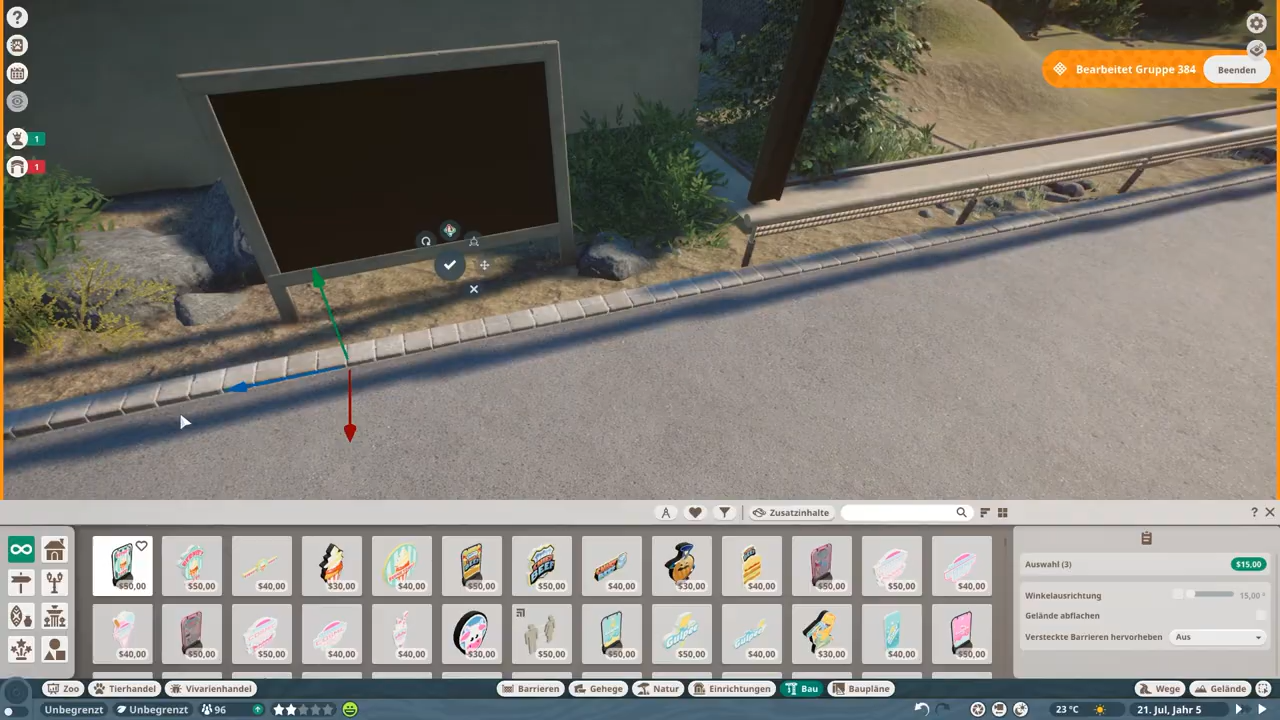 Bearbeitet Gruppe 384
Beenden
1
1
Zusatzinhalte
$50,00
$50,00
$40,00
$30,00
$40,00
$50,00
$50,00
$40,00
$30,00
$40,00
$50,00
$50,00
$40,00
$40,00
$50,00
$50,00
$40,00
$40,00
$30,00
$50,00
$50,00
$50,00
$40,00
$30,00
$40,00
$50,00
Auswahl (3)
$15,00
Winkelausrichtung
15,00 °
Gelände abflachen
Versteckte Barrieren hervorheben
Aus
Zoo
Tierhandel
Vivarienhandel
Barrieren
Gehege
Natur
Einrichtungen
Bau
Baupläne
Wege
Gelände
Unbegrenzt
Unbegrenzt
96
23 °C
21. Jul, Jahr 5